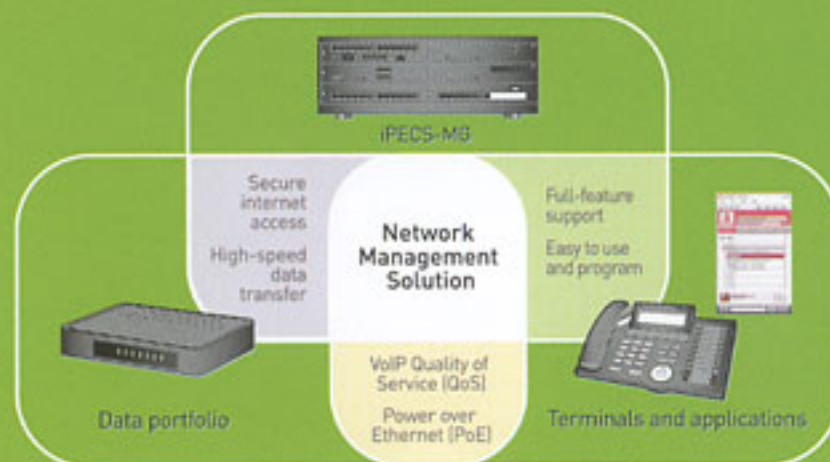 iPECS-MG
Secure
internet
access
High-speed
data
transfer
Network
Management
Solution
Full-feature
support
Easy to use
and program
VoIP Quality of
Service (QoS)
Power over
Ethernet (PoE)
Data portfolio
Terminals and applications